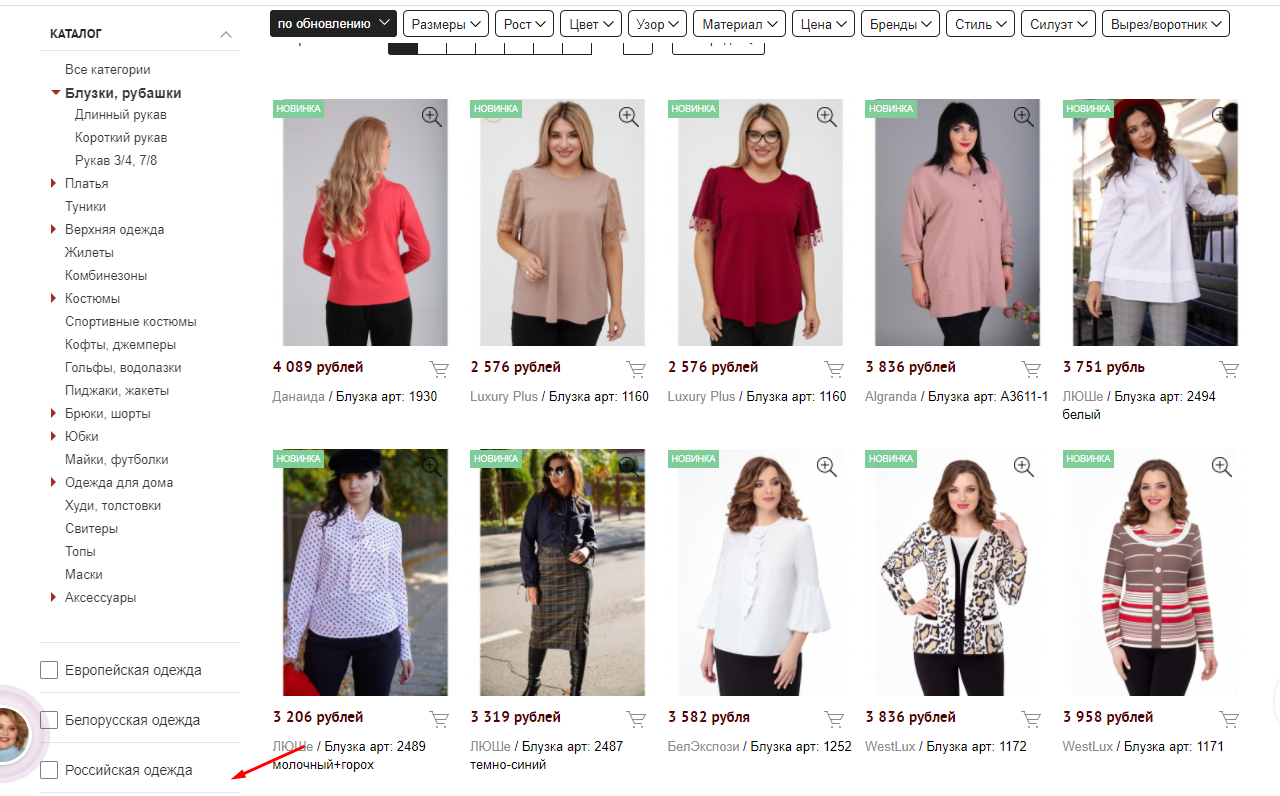 КАТАЛОГ
Все категории
Блузки, рубашки
Длинный рукав
Короткий рукав
Рукав 3/4, 7/8
Платья
Туники
Верхняя одежда
Жилеты
Комбинезоны
Костюмы
Спортивные костюмы
Кофты, джемперы
Гольфы, водолазки
Пиджаки, жакеты
Брюки, шорты
Юбки
Майки, футболки
Одежда для дома
Худи, толстовки
Свитеры
Топы
Маски
Аксессуары
Европейская одежда
Белорусская одежда
Российская одежда
по обновлению Размеры Рост Цвет Узор Материал Цена Бренды Стиль Силуэт Вырез/воротник
НОВИНКА НОВИНКА НОВИНКА НОВИНКА НОВИНКА
4 089 рублей 2 576 рублей 2 576 рублей 3 836 рублей 3 751 рубль
Данаида / Блузка арт: 1930 Luxury Plus / Блузка арт: 1160 Luxury Plus / Блузка арт: 1160 Algranda / Блузка арт: А3611-1 ЛЮШе / Блузка арт: 2494
белый
НОВИНКА НОВИНКА НОВИНКА НОВИНКА НОВИНКА
3 206 рублей 3 319 рублей 3 582 рубля 3 836 рублей 3 958 рублей
ЛЮШе / Блузка арт: 2489 ЛЮШе / Блузка арт: 2487 БелЭкспози / Блузка арт: 1252 WestLux / Блузка арт: 1172 WestLux / Блузка арт: 1171
молочный+горох темно-синий